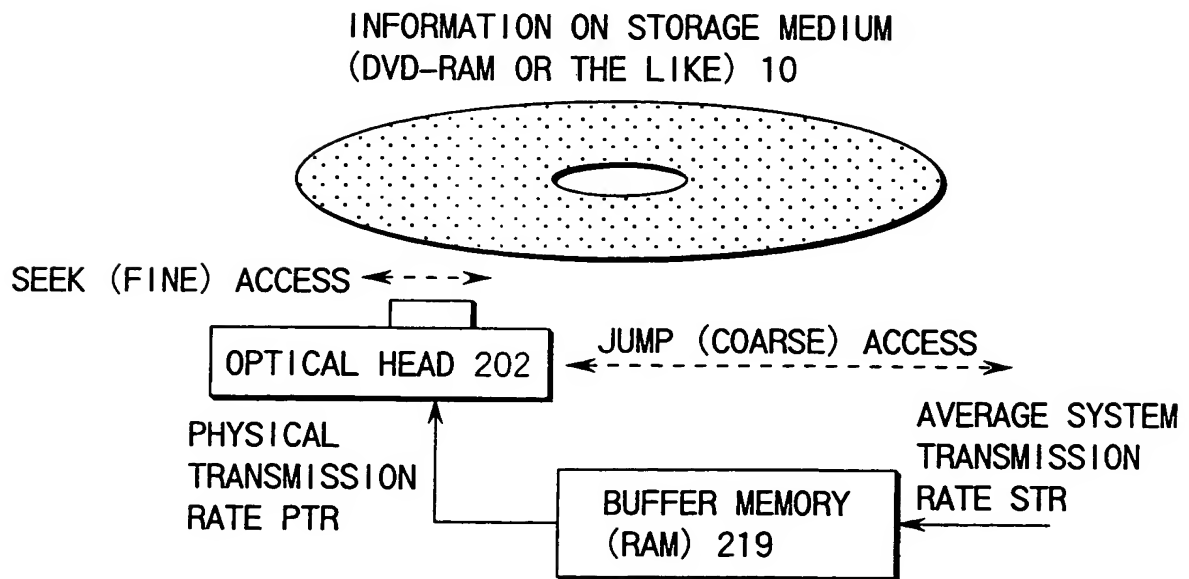 INFORMATION ON STORAGE MEDIUM
(DVD-RAM OR THE LIKE) 10
SEEK (FINE) ACCESS
OPTICAL HEAD 202
JUMP (COARSE) ACCESS
PHYSICAL
TRANSMISSION
RATE PTR
AVERAGE SYSTEM
TRANSMISSION
RATE STR
BUFFER MEMORY
(RAM) 219